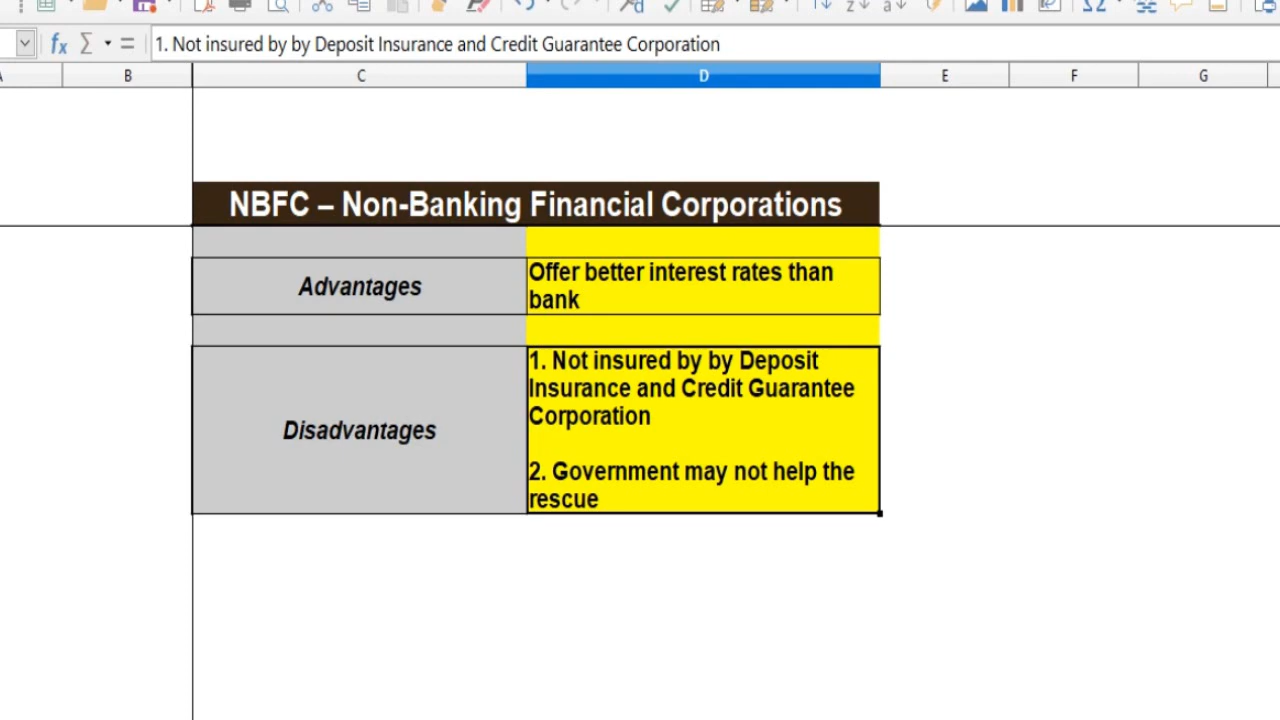 1. Not insured by by Deposit Insurance and Credit Guarantee Corporation
B C D E F G
NBFC – Non-Banking Financial Corporations
Advantages
Offer better interest rates than
bank
Disadvantages
1. Not insured by by Deposit
Insurance and Credit Guarantee
Corporation
2. Government may not help the
rescue